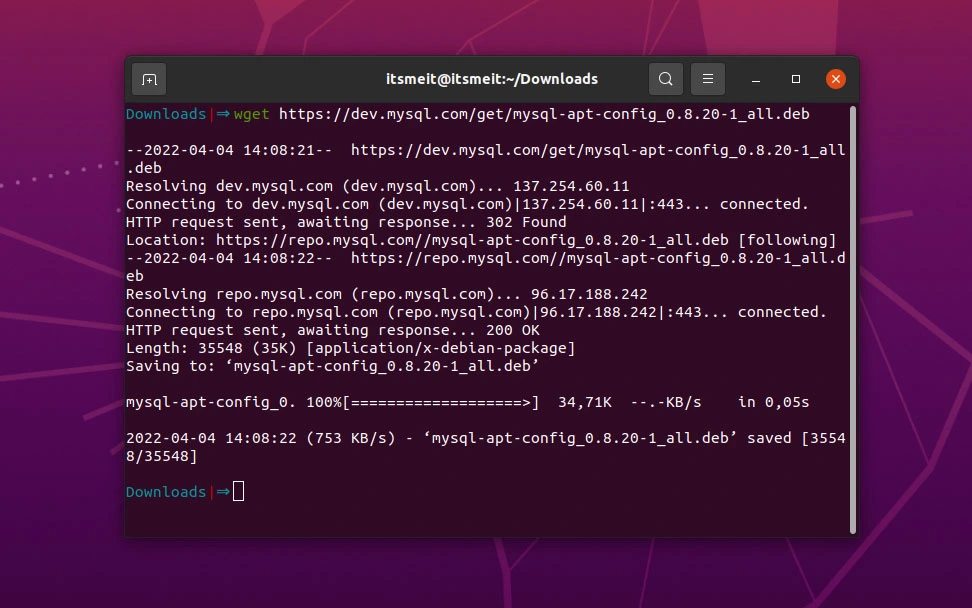 itsmeit@itsmeit:~/Downloads
Downloads|⇒wget https://dev.mysql.com/get/mysql-apt-config_0.8.20-1_all.deb
--2022-04-04 14:08:21--  https://dev.mysql.com/get/mysql-apt-config_0.8.20-1_all
.deb
Resolving dev.mysql.com (dev.mysql.com)... 137.254.60.11
Connecting to dev.mysql.com (dev.mysql.com)|137.254.60.11|:443... connected.
HTTP request sent, awaiting response... 302 Found
Location: https://repo.mysql.com//mysql-apt-config_0.8.20-1_all.deb [following]
--2022-04-04 14:08:22--  https://repo.mysql.com//mysql-apt-config_0.8.20-1_all.d
eb
Resolving repo.mysql.com (repo.mysql.com)... 96.17.188.242
Connecting to repo.mysql.com (repo.mysql.com)|96.17.188.242|:443... connected.
HTTP request sent, awaiting response... 200 OK
Length: 35548 (35K) [application/x-debian-package]
Saving to: ‘mysql-apt-config_0.8.20-1_all.deb’
mysql-apt-config_0. 100%[===================>]  34,71K  --.-KB/s    in 0,05s
2022-04-04 14:08:22 (753 KB/s) - ‘mysql-apt-config_0.8.20-1_all.deb’ saved [3554
8/35548]
Downloads|⇒